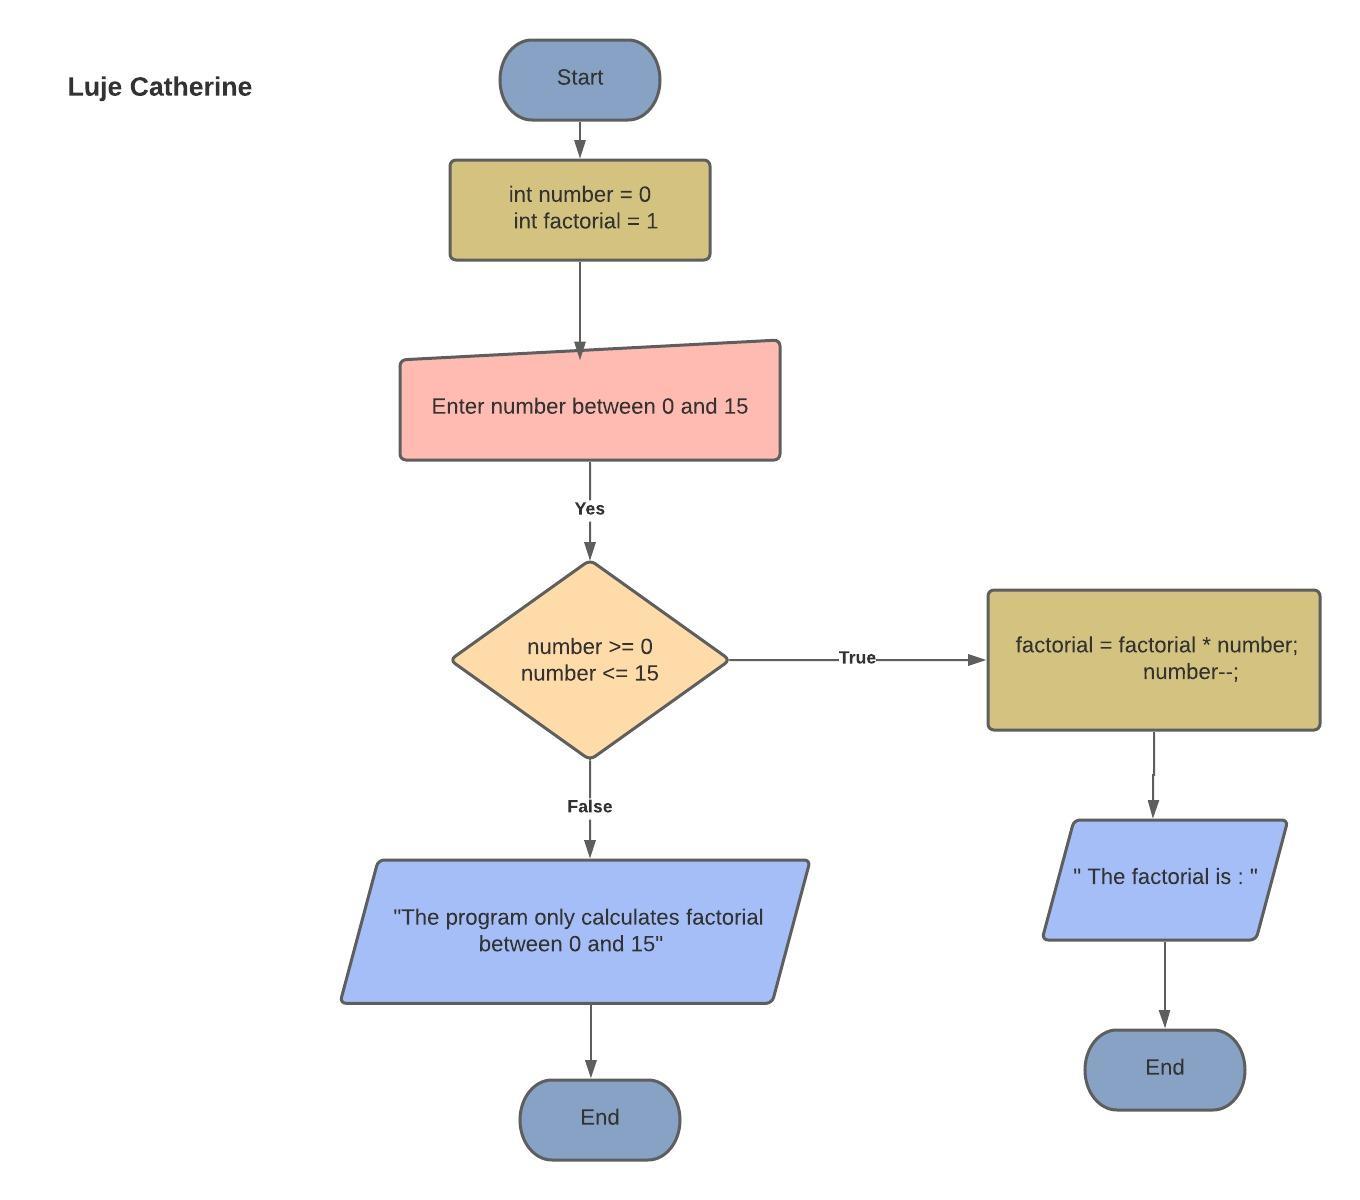 Luje Catherine
Start
int number = 0
int factorial = 1
Enter number between 0 and 15
Yes
number >= 0
number <= 15
True
factorial = factorial * number;
number--;
False
"The program only calculates factorial
between 0 and 15"
" The factorial is : "
End
End